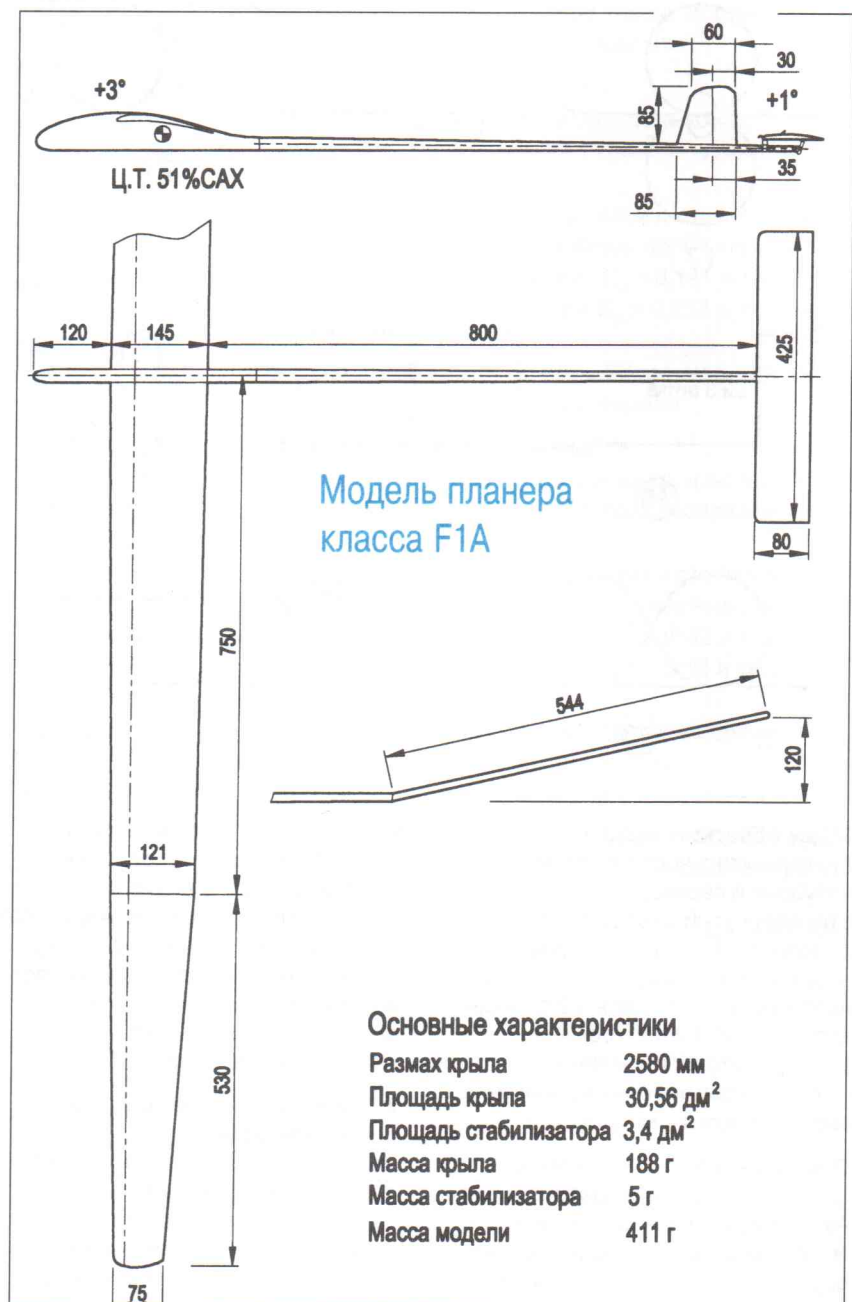 60
30
+3°
85
+1°
Ц.Т. 51%САХ
35
85
120
145
800
425
Модель планера
класса F1A
80
750
544
120
121
530
Основные характеристики
Размах крыла 2580 мм
Площадь крыла 30,56 дм²
Площадь стабилизатора 3,4 дм²
Масса крыла 188 г
Масса стабилизатора 5 г
Масса модели 411 г
75